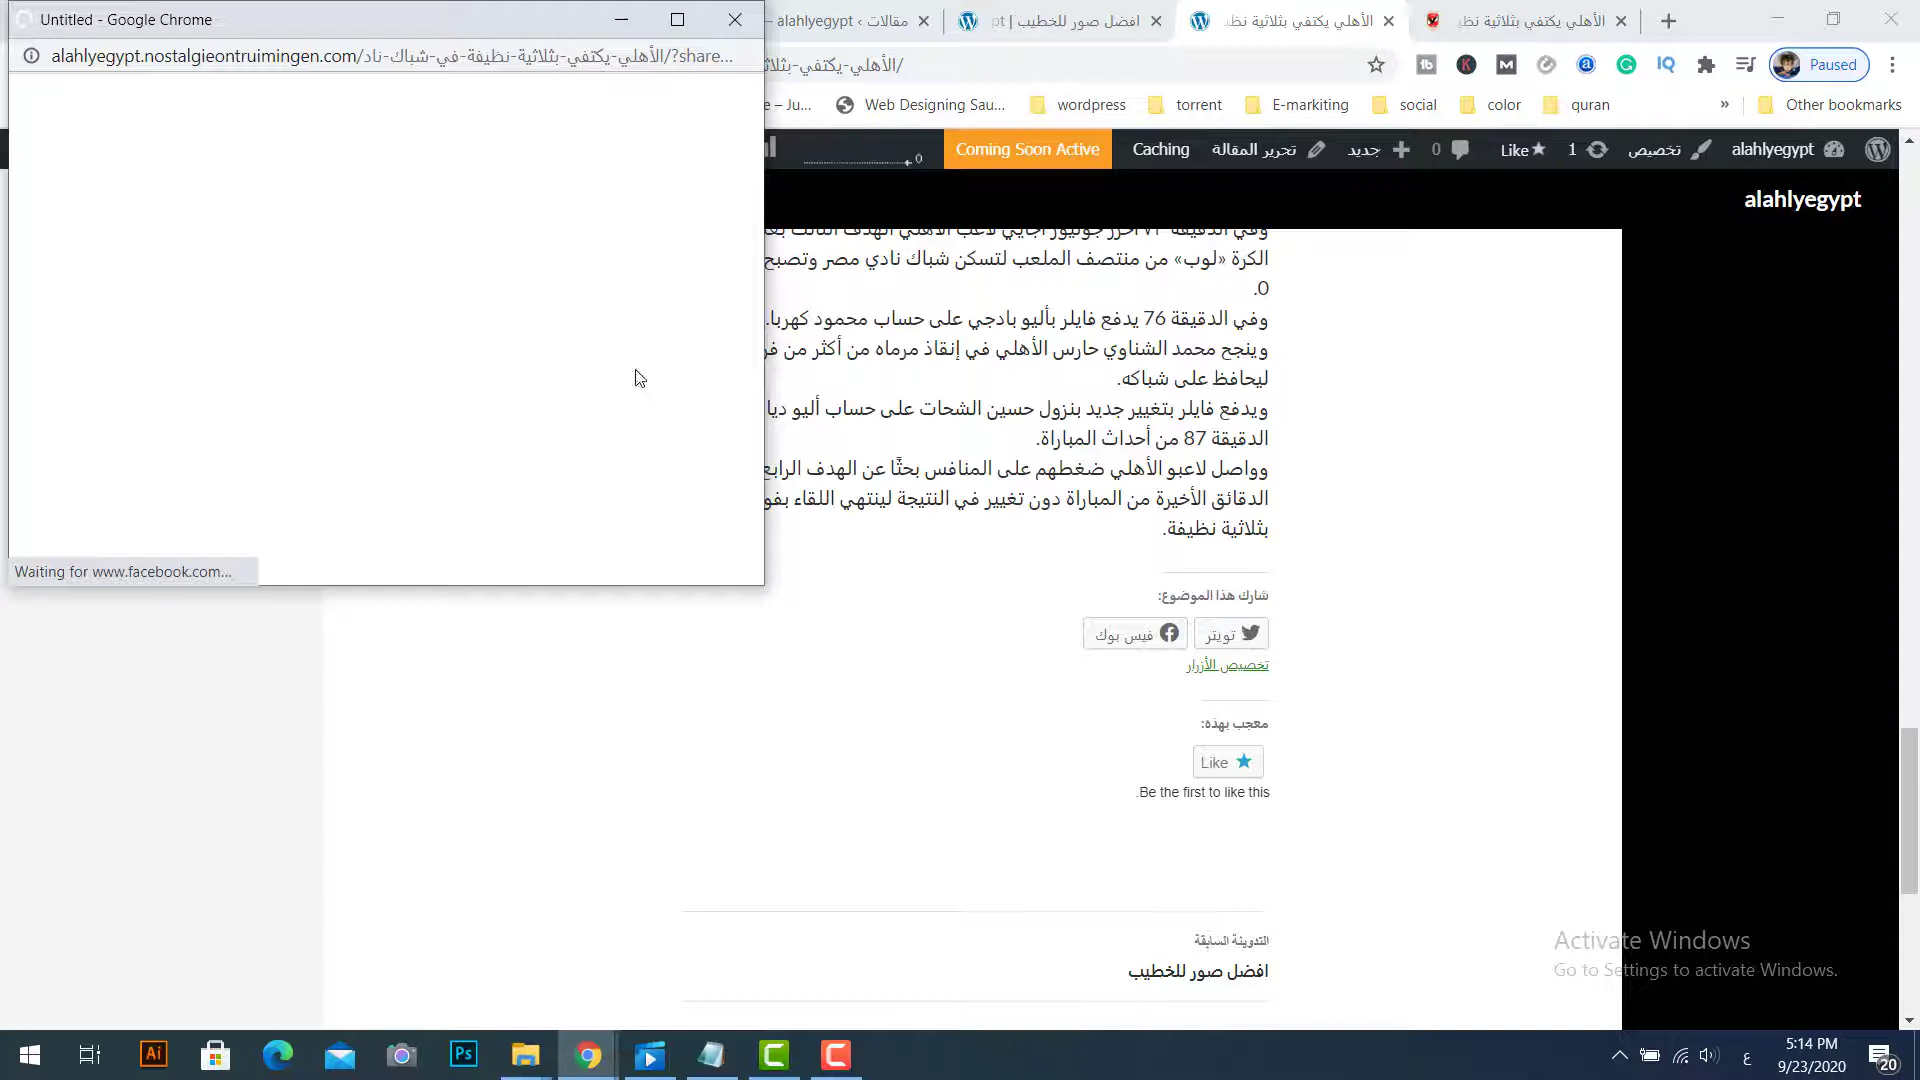 Untitled - Google Chrome
alahlyegypt.nostalgieontruimingen.com/الأهلي-يكتفي-بثلاثية-نظيفة-في-شباك-ناد/?share...
Waiting for www.facebook.com...
alahlyegypt ‹ مقالات
افضل صور للخطيب | pt
الأهلي يكتفي بثلاثية نظ
الأهلي يكتفي بثلاثية نظ
/الأهلي-يكتفي-بثلا
Paused
e – Ju...
Web Designing Sau...
wordpress
torrent
E-markiting
social
color
quran
»
Other bookmarks
0
Coming Soon Active
Caching
تحرير المقالة
جديد
0
Like
1
تخصيص
alahlyegypt
alahlyegypt
الكرة «لوب» من منتصف الملعب لتسكن شباك نادي مصر وتصبح
0.
وفي الدقيقة 76 يدفع فايلر بأليو بادجي على حساب محمود كهربا.
وينجح محمد الشناوي حارس الأهلي في إنقاذ مرماه من أكثر من
ليحافظ على شباكه.
ويدفع فايلر بتغيير جديد بنزول حسين الشحات على حساب أليو ديا
الدقيقة 87 من أحداث المباراة.
وواصل لاعبو الأهلي ضغطهم على المنافس بحثًا عن الهدف الرابع
الدقائق الأخيرة من المباراة دون تغيير في النتيجة لينتهي اللقاء بفو
بثلاثية نظيفة.
شارك هذا الموضوع:
تويتر
فيس بوك
تخصيص الأزرار
معجب بهذه:
Like
Be the first to like this.
التدوينة السابقة
افضل صور للخطيب
Activate Windows
Go to Settings to activate Windows.
Ai
Ps
ع
5:14 PM
9/23/2020
20